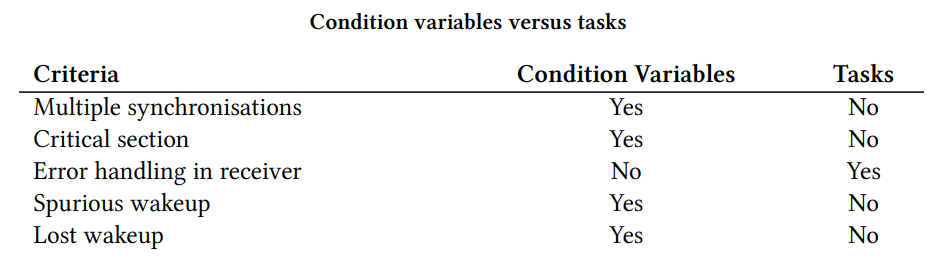 Condition variables versus tasks
Criteria Condition Variables Tasks
Multiple synchronisations Yes No
Critical section Yes No
Error handling in receiver No Yes
Spurious wakeup Yes No
Lost wakeup Yes No